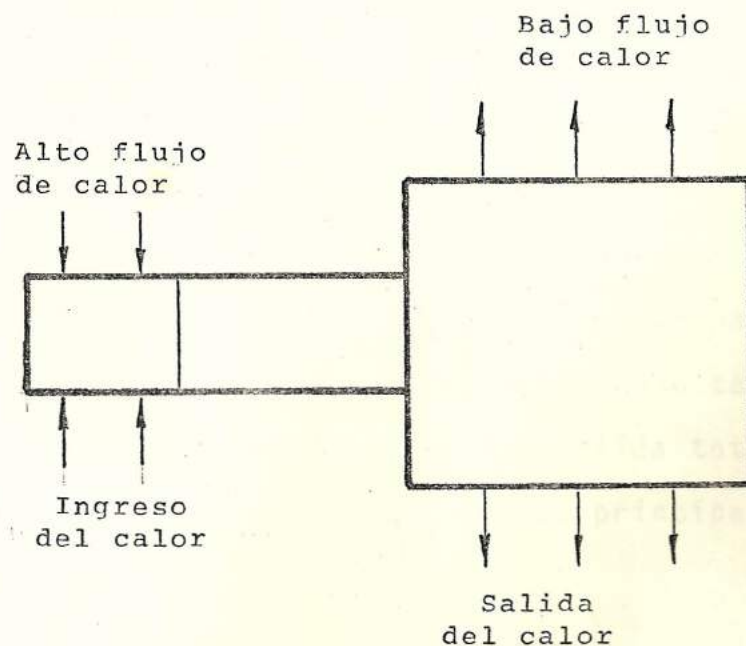 Bajo flujo
de calor
Alto flujo
de calor
Ingreso
del calor
Salida
del calor